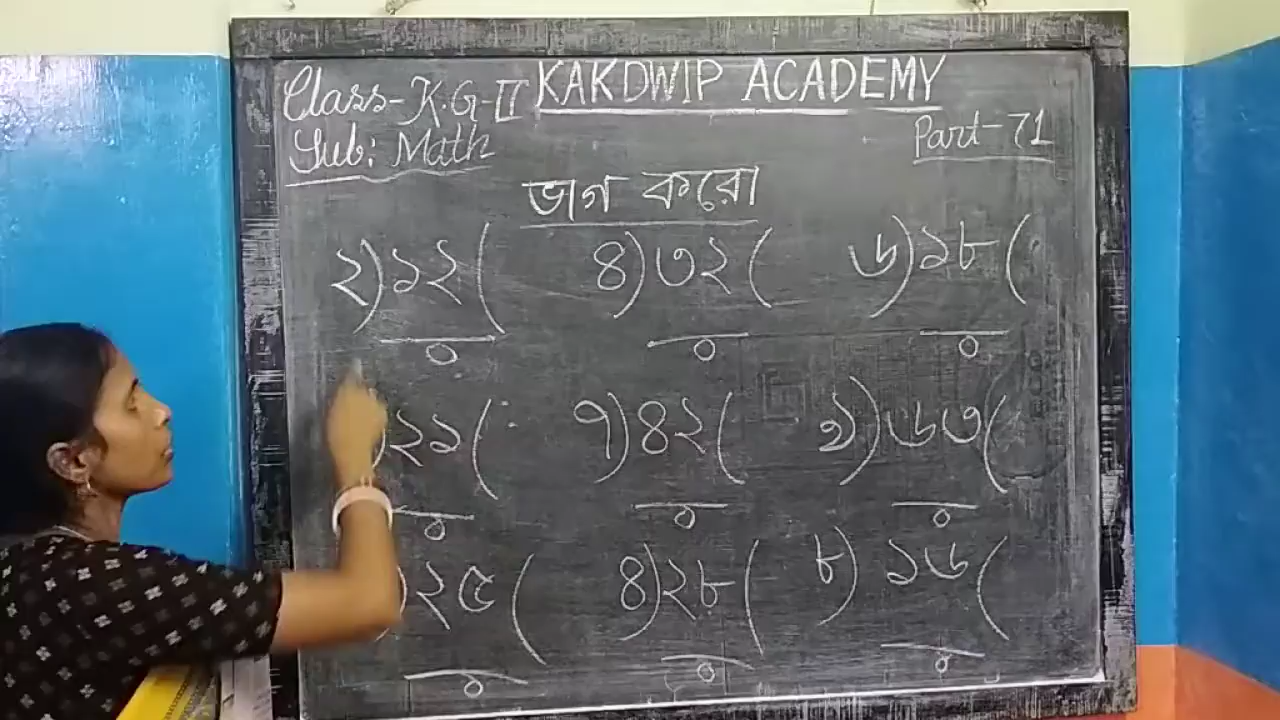 Class- K.G-II KAKDWIP ACADEMY
Sub: Math Part-71
ভাগ করো
২)১২( ৪)৩২( ৬)১৮(
০ ০ ০
)২১( ৭)৪২( ৯)৬৩(
০ ০ ০
)২৫( ৪)২৮( ৮)১৬(
০ ০ ০